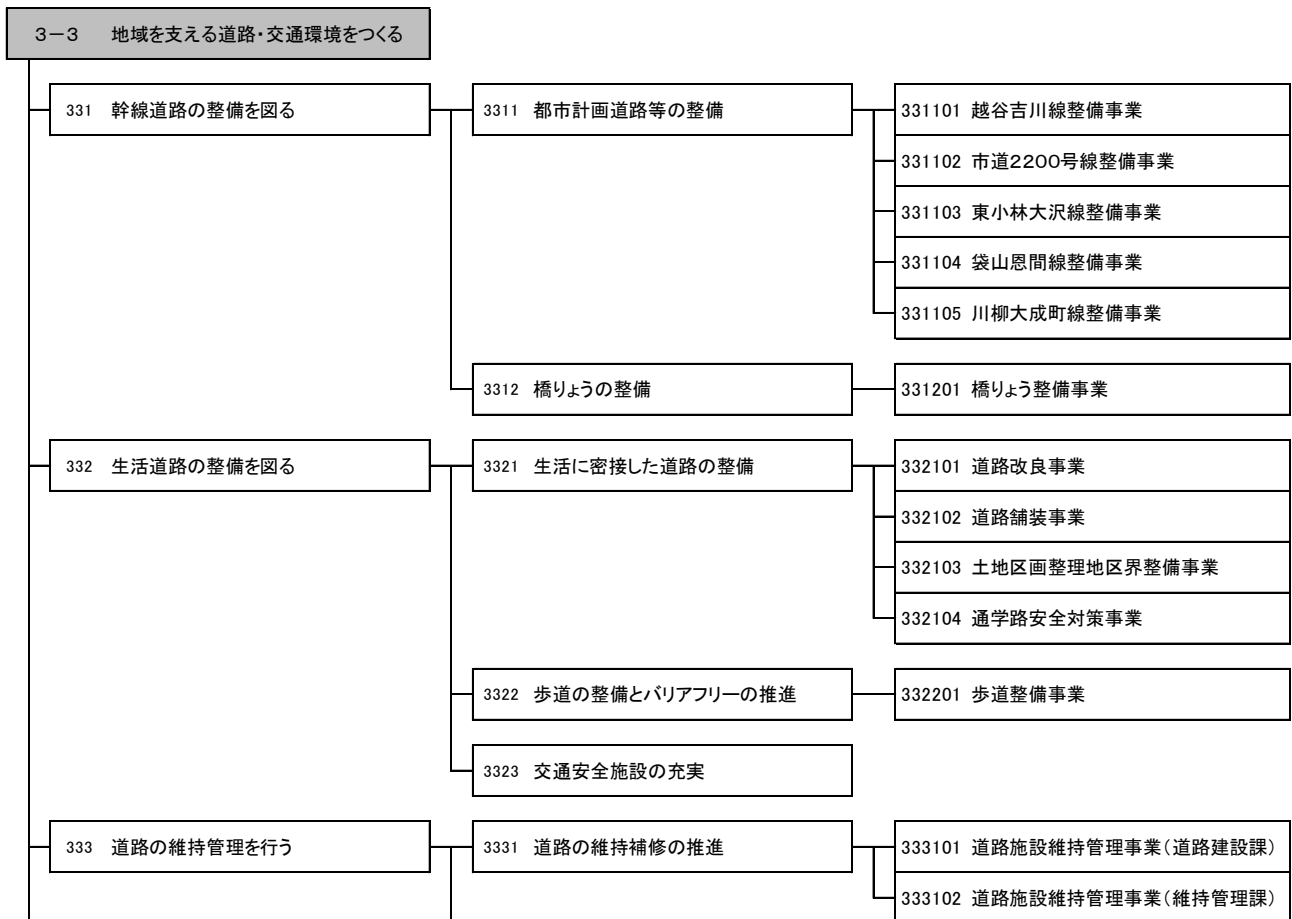 3－3 地域を支える道路・交通環境をつくる
331 幹線道路の整備を図る
3311 都市計画道路等の整備
331101 越谷吉川線整備事業
331102 市道2200号線整備事業
331103 東小林大沢線整備事業
331104 袋山恩間線整備事業
331105 川柳大成町線整備事業
3312 橋りょうの整備
331201 橋りょう整備事業
332 生活道路の整備を図る
3321 生活に密接した道路の整備
332101 道路改良事業
332102 道路舗装事業
332103 土地区画整理地区界整備事業
332104 通学路安全対策事業
3322 歩道の整備とバリアフリーの推進
332201 歩道整備事業
3323 交通安全施設の充実
333 道路の維持管理を行う
3331 道路の維持補修の推進
333101 道路施設維持管理事業（道路建設課）
333102 道路施設維持管理事業（維持管理課）